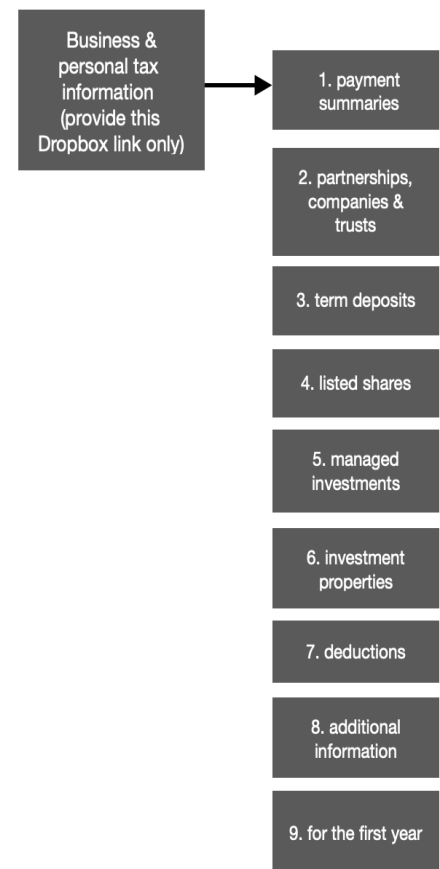 Business &
personal tax
information
(provide this
Dropbox link only)
1. payment
summaries
2. partnerships,
companies &
trusts
3. term deposits
4. listed shares
5. managed
investments
6. investment
properties
7. deductions
8. additional
information
9. for the first year